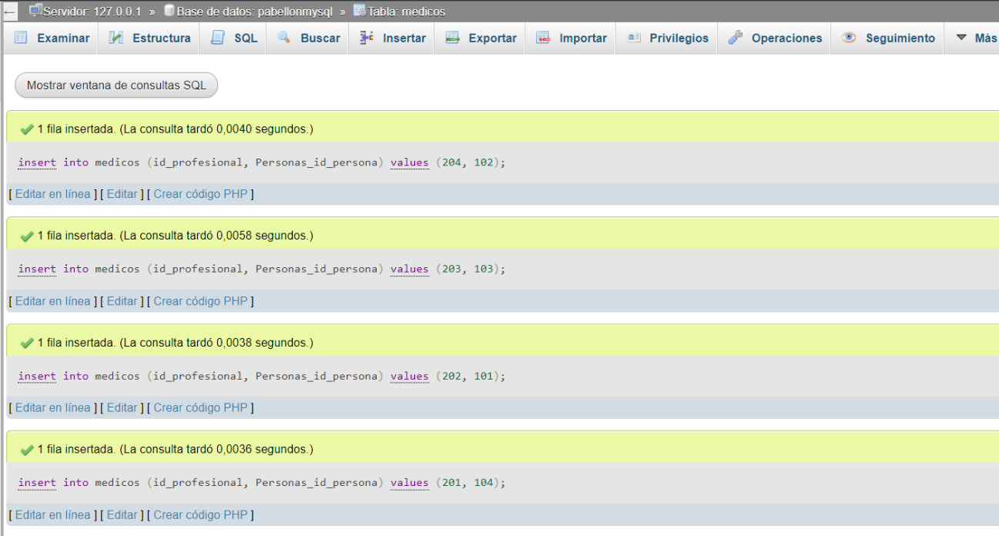 Servidor: 127.0.0.1 » Base de datos: pabellonmysql » Tabla: medicos
Examinar Estructura SQL Buscar Insertar Exportar Importar Privilegios Operaciones Seguimiento Más
Mostrar ventana de consultas SQL
1 fila insertada. (La consulta tardó 0,0040 segundos.)
insert into medicos (id_profesional, Personas_id_persona) values (204, 102);
[ Editar en línea ] [ Editar ] [ Crear código PHP ]
1 fila insertada. (La consulta tardó 0,0058 segundos.)
insert into medicos (id_profesional, Personas_id_persona) values (203, 103);
[ Editar en línea ] [ Editar ] [ Crear código PHP ]
1 fila insertada. (La consulta tardó 0,0038 segundos.)
insert into medicos (id_profesional, Personas_id_persona) values (202, 101);
[ Editar en línea ] [ Editar ] [ Crear código PHP ]
1 fila insertada. (La consulta tardó 0,0036 segundos.)
insert into medicos (id_profesional, Personas_id_persona) values (201, 104);
[ Editar en línea ] [ Editar ] [ Crear código PHP ]